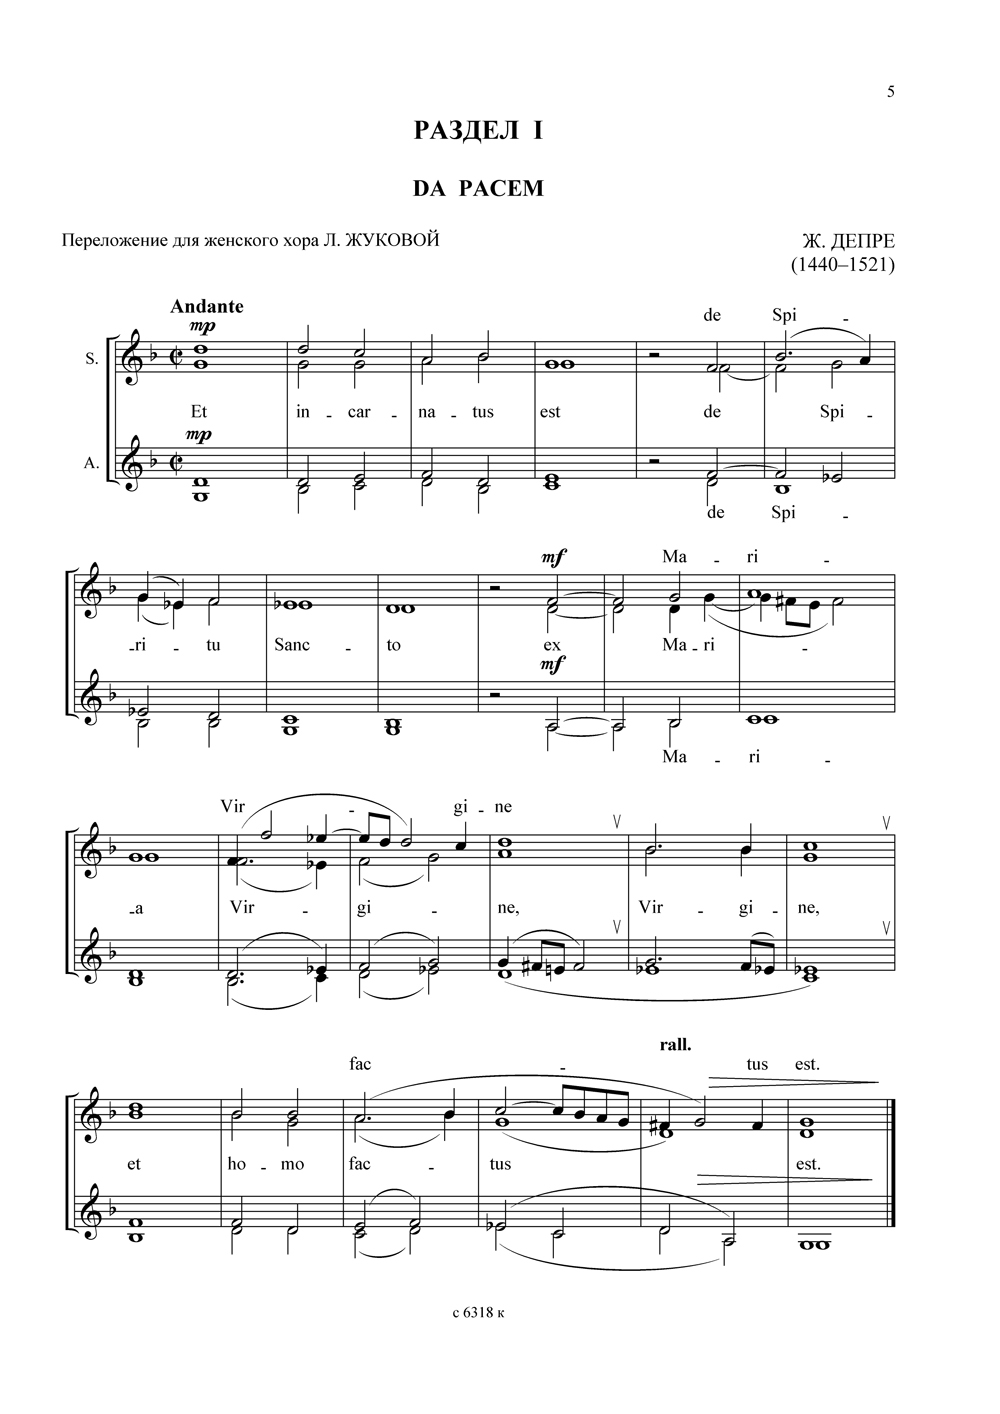 5
РАЗДЕЛ I
DA PACEM
Переложение для женского хора Л. ЖУКОВОЙ
Ж. ДЕПРЕ
(1440–1521)
Andante
mp
de Spi -
S.
Et in - car - na - tus est de Spi -
mp
A.
de Spi -
mf Ma - ri -
-ri - tu Sanc - to ex Ma - ri -
mf
Ma - ri -
Vir - gi - ne
-a Vir - gi - ne, Vir - gi - ne,
rall.
fac - tus est.
et ho - mo fac - tus est.
с 6318 к